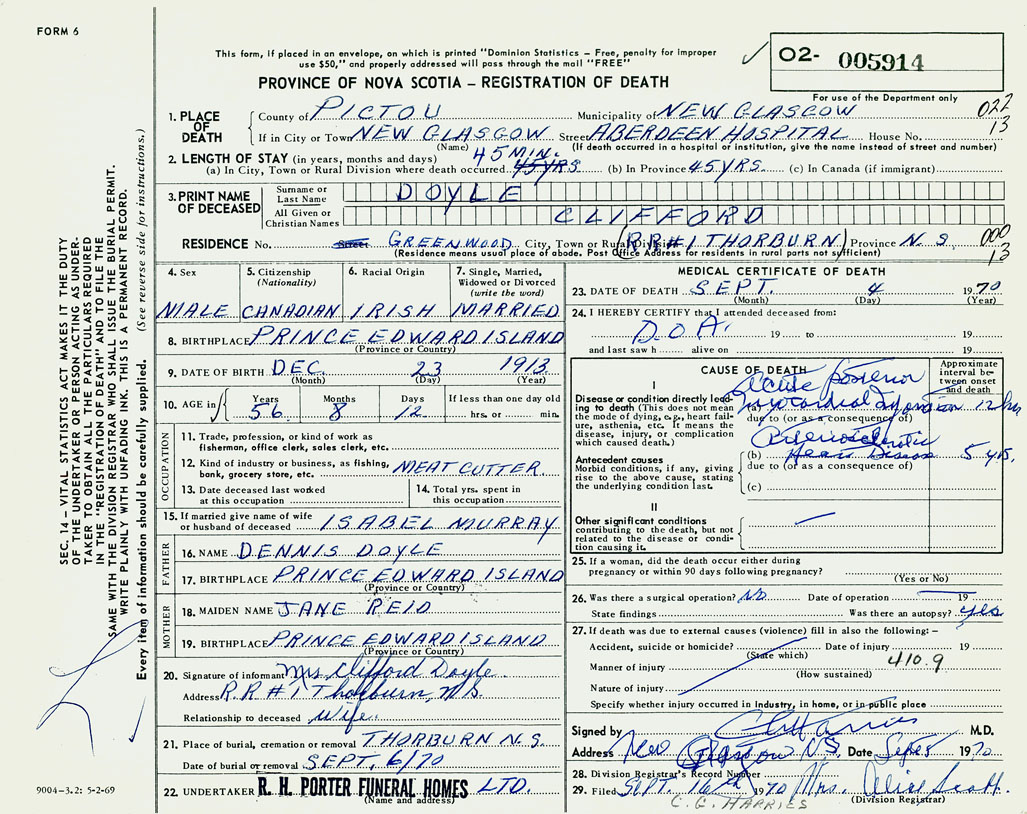 FORM 6
This form, if placed in an envelope, on which is printed "Dominion Statistics – Free, penalty for improper
use $50," and properly addressed will pass through the mail "FREE"
02- 005914
PROVINCE OF NOVA SCOTIA – REGISTRATION OF DEATH
For use of the Department only
1. PLACE OF DEATH
County of PICTOU Municipality of NEW GLASGOW 022
If in City or Town NEW GLASGOW Street ABERDEEN HOSPITAL House No. 13
(Name) (If death occurred in a hospital or institution, give the name instead of street and number)
2. LENGTH OF STAY (in years, months and days) 45 MIN.
(a) In City, Town or Rural Division where death occurred 45 YRS (b) In Province 45 YRS. (c) In Canada (if immigrant)
3. PRINT NAME OF DECEASED
Surname or Last Name DOYLE
All Given or Christian Names CLIFFORD
RESIDENCE No. Street GREENWOOD City, Town or Rural Division (RR#1 THORBURN) Province N.S. 000
(Residence means usual place of abode. Post Office Address for residents in rural parts not sufficient) 13
4. Sex MALE
5. Citizenship (Nationality) CANADIAN
6. Racial Origin IRISH
7. Single, Married, Widowed or Divorced (write the word) MARRIED
8. BIRTHPLACE PRINCE EDWARD ISLAND
(Province or Country)
9. DATE OF BIRTH DEC. 23 1913
(Month) (Day) (Year)
10. AGE in Years 56 Months 8 Days 12 If less than one day old hrs. or min.
OCCUPATION
11. Trade, profession, or kind of work as
fisherman, office clerk, sales clerk, etc.
12. Kind of industry or business, as fishing,
bank, grocery store, etc. MEAT CUTTER
13. Date deceased last worked
at this occupation
14. Total yrs. spent in
this occupation
15. If married give name of wife
or husband of deceased ISABEL MURRAY
FATHER
16. NAME DENNIS DOYLE
17. BIRTHPLACE PRINCE EDWARD ISLAND
(Province or Country)
MOTHER
18. MAIDEN NAME JANE REID
19. BIRTHPLACE PRINCE EDWARD ISLAND
(Province or Country)
20. Signature of informant Mrs. Clifford Doyle
Address R.R #1 Thorburn, N.S.
Relationship to deceased Wife.
21. Place of burial, cremation or removal THORBURN N.S.
Date of burial or removal SEPT. 6/70
22. UNDERTAKER R. H. PORTER FUNERAL HOMES LTD.
(Name and address)
MEDICAL CERTIFICATE OF DEATH
23. DATE OF DEATH SEPT. 4 1970
(Month) (Day) (Year)
24. I HEREBY CERTIFY that I attended deceased from:
D.O.A. 19 to 19
and last saw h alive on 19
CAUSE OF DEATH
Approximate interval between onset and death
I
Disease or condition directly leading to death (This does not mean the mode of dying, e.g., heart failure, asthenia, etc. It means the disease, injury, or complication which caused death.)
(a) Acute posterior myocardial 12 hrs
due to (or as a consequence of)
Antecedent causes
Morbid conditions, if any, giving rise to the above cause, stating the underlying condition last.
(b) Arteriosclerotic Heart Disease 5 yrs.
due to (or as a consequence of)
(c)
II
Other significant conditions
contributing to the death, but not related to the disease or condition causing it.
25. If a woman, did the death occur either during
pregnancy or within 90 days following pregnancy?
(Yes or No)
26. Was there a surgical operation? No Date of operation 19
State findings Was there an autopsy? yes
27. If death was due to external causes (violence) fill in also the following:–
Accident, suicide or homicide? Date of injury 19
(State which)
Manner of injury 410.9
(How sustained)
Nature of injury
Specify whether injury occurred in industry, in home, or in public place
Signed by CG Harries M.D.
Address New Glasgow N.S. Date Sept 1970
28. Division Registrar's Record Number
29. Filed SEPT. 16th 1970 Mrs. Alice Scott.
(Division Registrar)
C. G. HARRIES
SEC. 14 – VITAL STATISTICS ACT MAKES IT THE DUTY
OF THE UNDERTAKER OR PERSON ACTING AS UNDER-
TAKER TO OBTAIN ALL THE PARTICULARS REQUIRED
IN THE "REGISTRATION OF DEATH" AND TO FILE THE
SAME WITH THE DIVISION REGISTRAR WHO SHALL ISSUE THE BURIAL PERMIT.
WRITE PLAINLY WITH UNFADING INK. THIS IS A PERMANENT RECORD.
Every item of information should be carefully supplied. (See reverse side for instructions.)
9004–3.2: 5-2-69